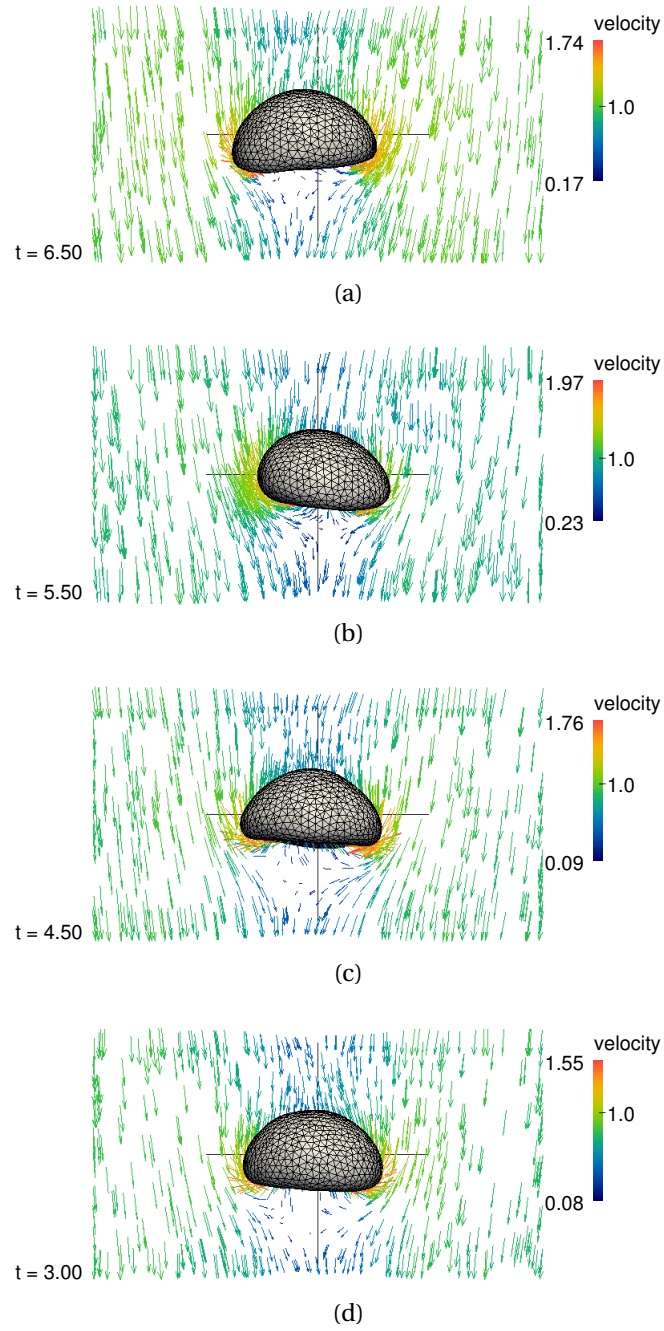 velocity
1.74
1.0
0.17
t = 6.50
(a)
velocity
1.97
1.0
0.23
t = 5.50
(b)
velocity
1.76
1.0
0.09
t = 4.50
(c)
velocity
1.55
1.0
0.08
t = 3.00
(d)